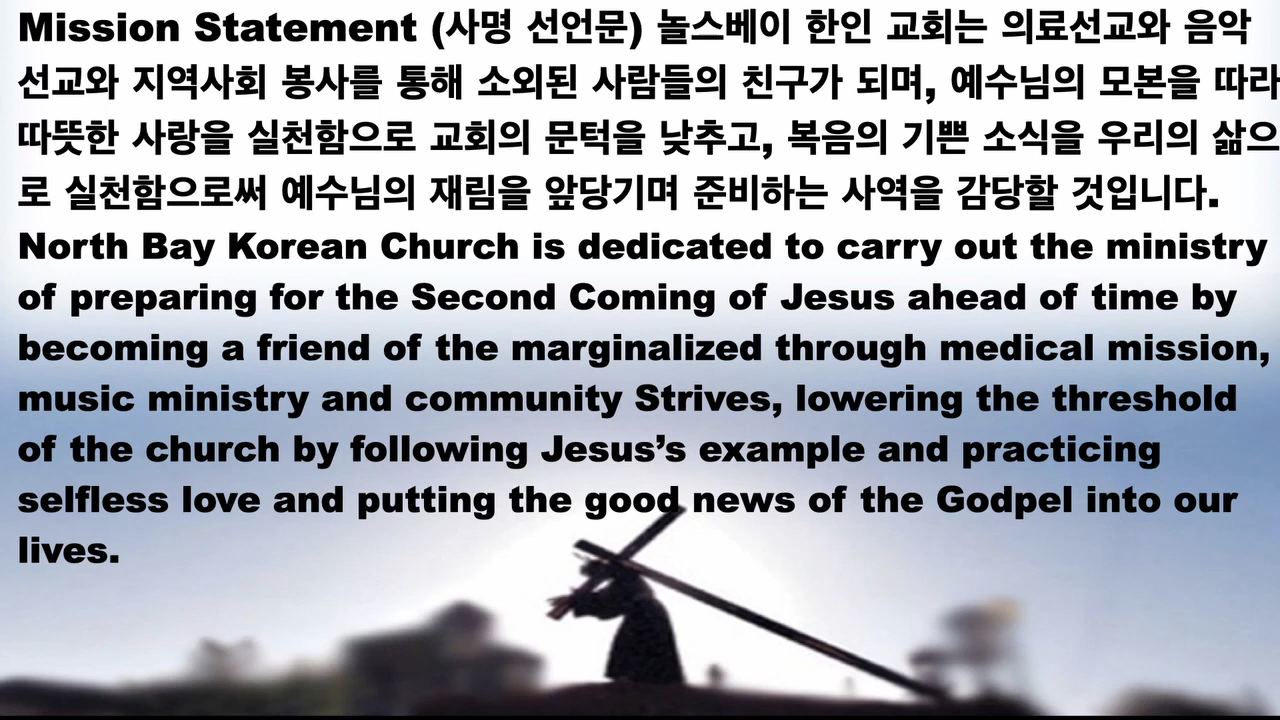 Mission Statement (사명 선언문) 놀스베이 한인 교회는 의료선교와 음악
선교와 지역사회 봉사를 통해 소외된 사람들의 친구가 되며, 예수님의 모본을 따라
따뜻한 사랑을 실천함으로 교회의 문턱을 낮추고, 복음의 기쁜 소식을 우리의 삶으
로 실천함으로써 예수님의 재림을 앞당기며 준비하는 사역을 감당할 것입니다.
North Bay Korean Church is dedicated to carry out the ministry
of preparing for the Second Coming of Jesus ahead of time by
becoming a friend of the marginalized through medical mission,
music ministry and community Strives, lowering the threshold
of the church by following Jesus’s example and practicing
selfless love and putting the good news of the Godpel into our
lives.